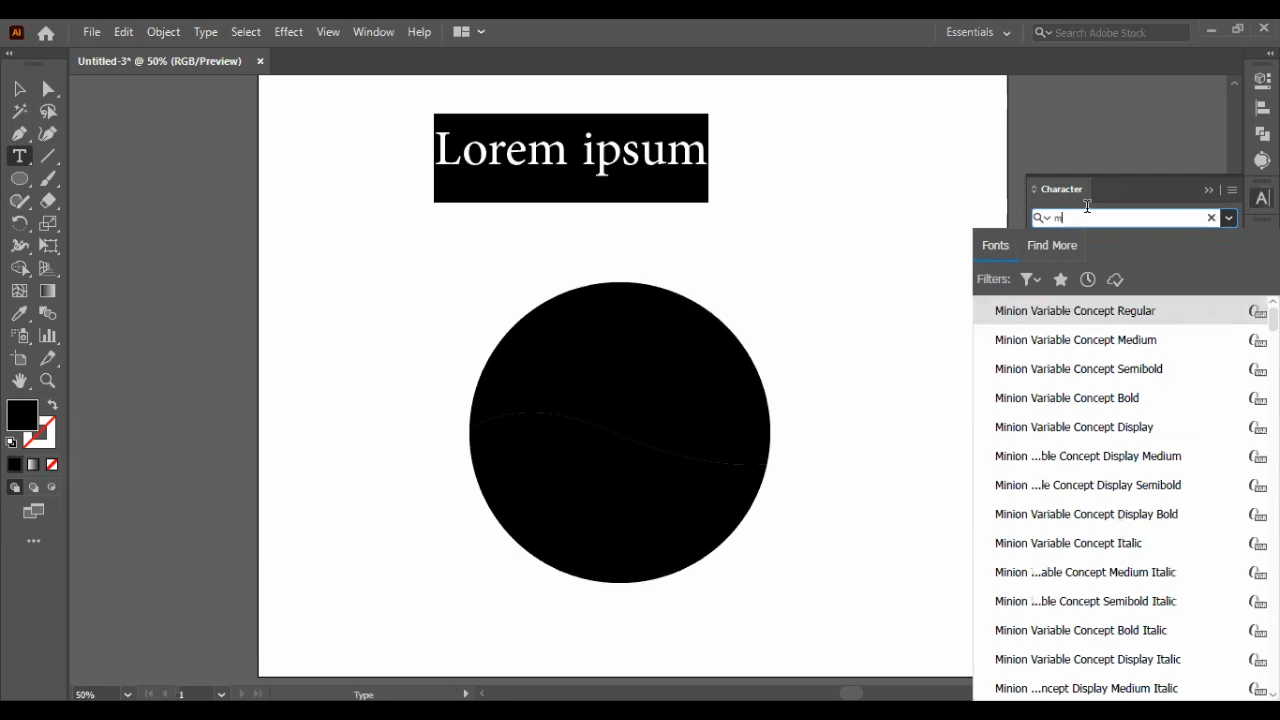 Ai File Edit Object Type Select Effect View Window Help Essentials Search Adobe Stock
Untitled-3* @ 50% (RGB/Preview)
Lorem ipsum
Character
m
Fonts Find More
Filters:
Minion Variable Concept Regular
Minion Variable Concept Medium
Minion Variable Concept Semibold
Minion Variable Concept Bold
Minion Variable Concept Display
Minion ...ble Concept Display Medium
Minion ...le Concept Display Semibold
Minion Variable Concept Display Bold
Minion Variable Concept Italic
Minion ...able Concept Medium Italic
Minion ...ble Concept Semibold Italic
Minion Variable Concept Bold Italic
Minion Variable Concept Display Italic
Minion ...ncept Display Medium Italic
50% 1 Type